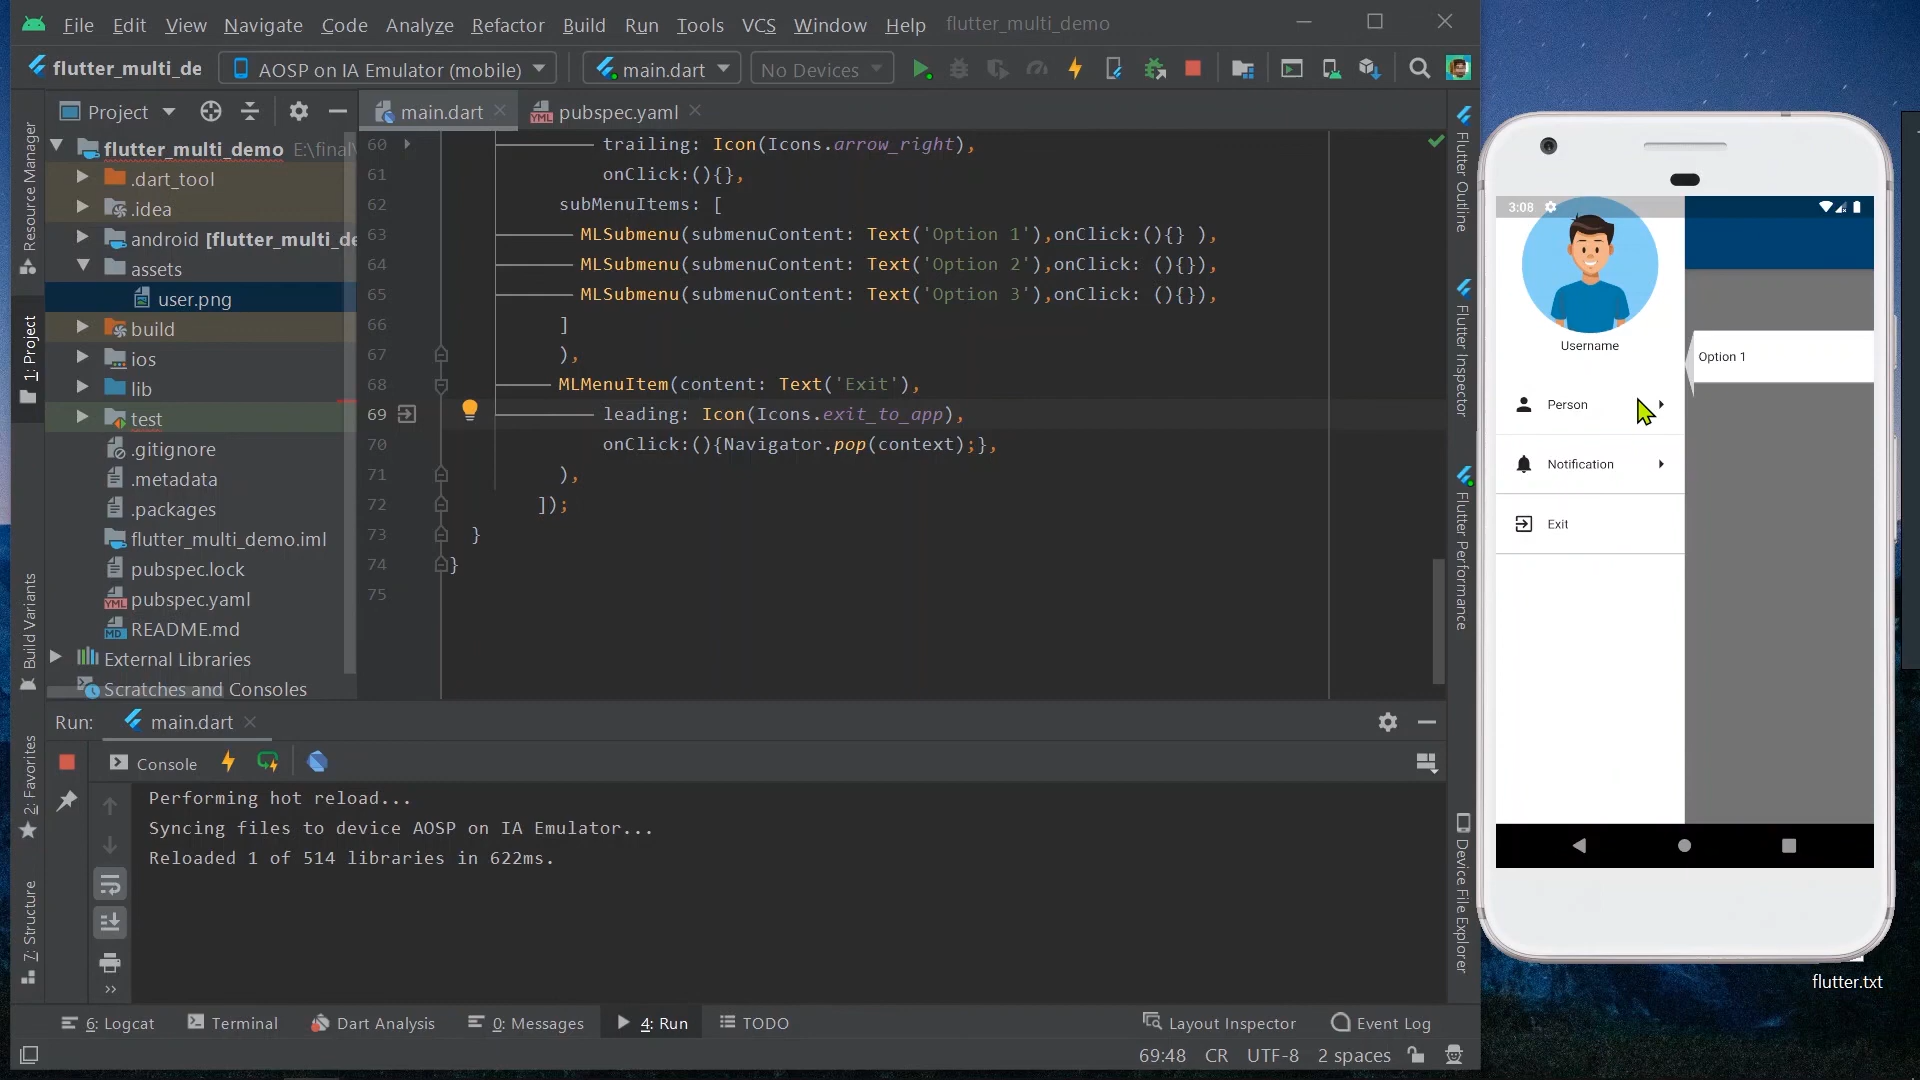 File Edit View Navigate Code Analyze Refactor Build Run Tools VCS Window Help flutter_multi_demo
flutter_multi_de AOSP on IA Emulator (mobile) main.dart No Devices
Project main.dart pubspec.yaml
flutter_multi_demo E:\final\
.dart_tool
.idea
android [flutter_multi_de
assets
user.png
build
ios
lib
test
.gitignore
.metadata
.packages
flutter_multi_demo.iml
pubspec.lock
pubspec.yaml
README.md
External Libraries
Scratches and Consoles
Resource Manager
1: Project
Build Variants
2: Favorites
7: Structure
60 trailing: Icon(Icons.arrow_right),
61 onClick:(){},
62 subMenuItems: [
63 MLSubmenu(submenuContent: Text('Option 1'),onClick:(){} ),
64 MLSubmenu(submenuContent: Text('Option 2'),onClick: (){}),
65 MLSubmenu(submenuContent: Text('Option 3'),onClick: (){}),
66 ]
67 ),
68 MLMenuItem(content: Text('Exit'),
69 leading: Icon(Icons.exit_to_app),
70 onClick:(){Navigator.pop(context);},
71 ),
72 ]);
73 }
74 }
75
Flutter Outline
Flutter Inspector
Flutter Performance
Device File Explorer
Run: main.dart
Console
Performing hot reload...
Syncing files to device AOSP on IA Emulator...
Reloaded 1 of 514 libraries in 622ms.
6: Logcat Terminal Dart Analysis 0: Messages 4: Run TODO Layout Inspector Event Log
69:48 CR UTF-8 2 spaces
3:08
Username
Option 1
Person
Notification
Exit
flutter.txt